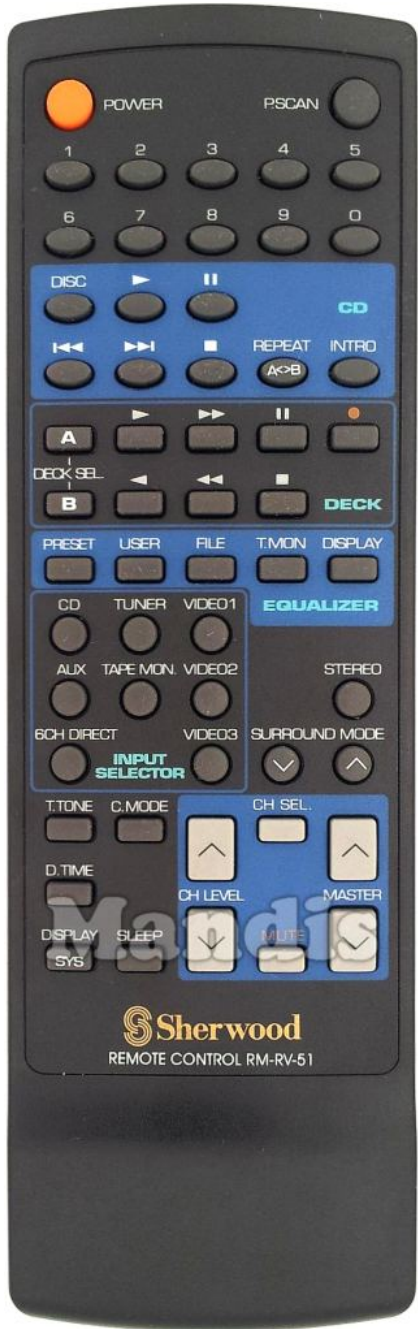 POWER P.SCAN
1 2 3 4 5
6 7 8 9 0
DISC
CD
REPEAT INTRO
A<>B
A
DECK SEL.
B
DECK
PRESET USER FILE T.MON DISPLAY
CD TUNER VIDEO1 EQUALIZER
AUX TAPE MON. VIDEO2 STEREO
6CH DIRECT VIDEO3 SURROUND MODE
INPUT
SELECTOR
T.TONE C.MODE CH SEL.
D.TIME
CH LEVEL MASTER
Mandis
DISPLAY SLEEP MUTE
SYS
Sherwood
REMOTE CONTROL RM-RV-51